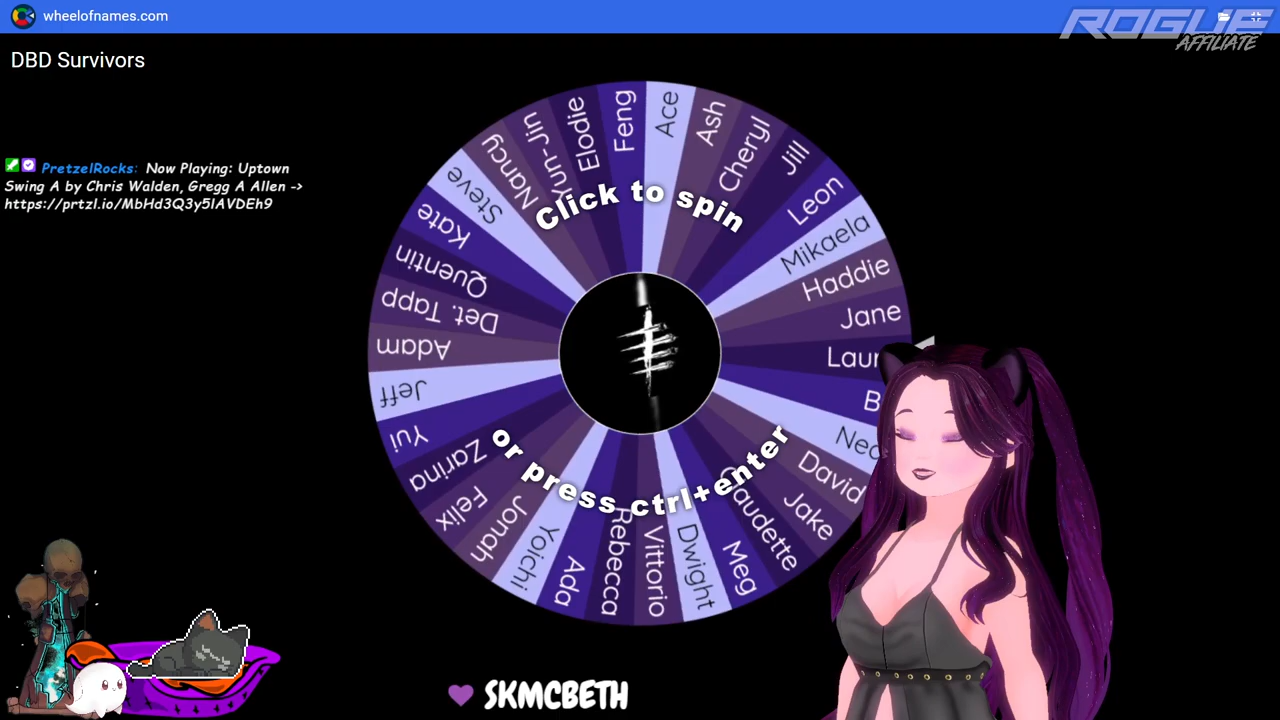 wheelofnames.com
ROGUE
AFFILIATE
DBD Survivors
PretzelRocks: Now Playing: Uptown
Swing A by Chris Walden, Gregg A Allen ->
https://prtzl.io/MbHd3Q3y5lAVDEh9
Click to spin
or press ctrl+enter
Ace
Ash
Cheryl
Jill
Leon
Mikaela
Haddie
Jane
Laur
B
Neo
David
Jake
Claudette
Meg
Dwight
Vittorio
Rebecca
Ada
Yoichi
Jonah
Felix
Zarina
Yui
Jeff
Adam
Det. Tapp
Quentin
Kate
Steve
Nancy
Yun-Jin
Elodie
Feng
SKMCBETH